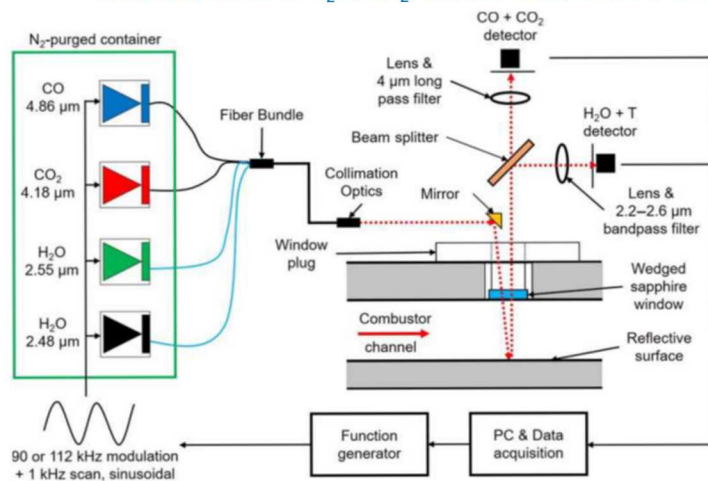 N₂-purged container
CO
4.86 µm
CO₂
4.18 µm
H₂O
2.55 µm
H₂O
2.48 µm
90 or 112 kHz modulation
+ 1 kHz scan, sinusoidal
Fiber Bundle
Collimation
Optics
Mirror
Window
plug
Combustor
channel
CO + CO₂
detector
Lens &
4 µm long
pass filter
Beam splitter
H₂O + T
detector
Lens &
2.2–2.6 µm
bandpass filter
Wedged
sapphire
window
Reflective
surface
Function
generator
PC & Data
acquisition